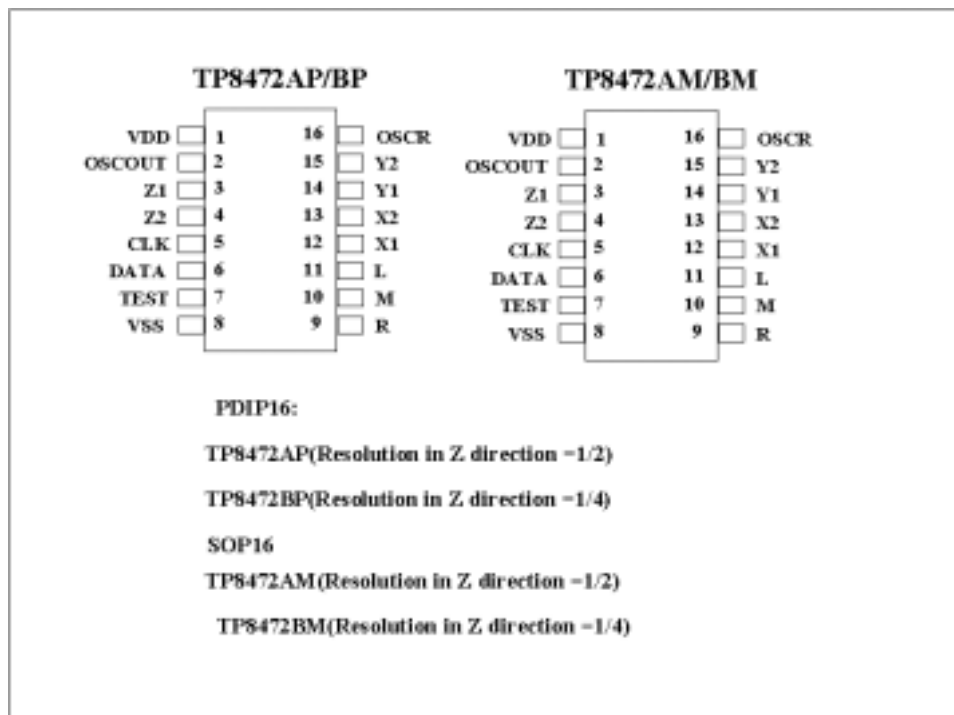 TP8472AP/BP TP8472AM/BM
VDD 1 16 OSCR VDD 1 16 OSCR
OSCOUT 2 15 Y2 OSCOUT 2 15 Y2
Z1 3 14 Y1 Z1 3 14 Y1
Z2 4 13 X2 Z2 4 13 X2
CLK 5 12 X1 CLK 5 12 X1
DATA 6 11 L DATA 6 11 L
TEST 7 10 M TEST 7 10 M
VSS 8 9 R VSS 8 9 R
PDIP16:
TP8472AP(Resolution in Z direction =1/2)
TP8472BP(Resolution in Z direction =1/4)
SOP16
TP8472AM(Resolution in Z direction =1/2)
TP8472BM(Resolution in Z direction =1/4)